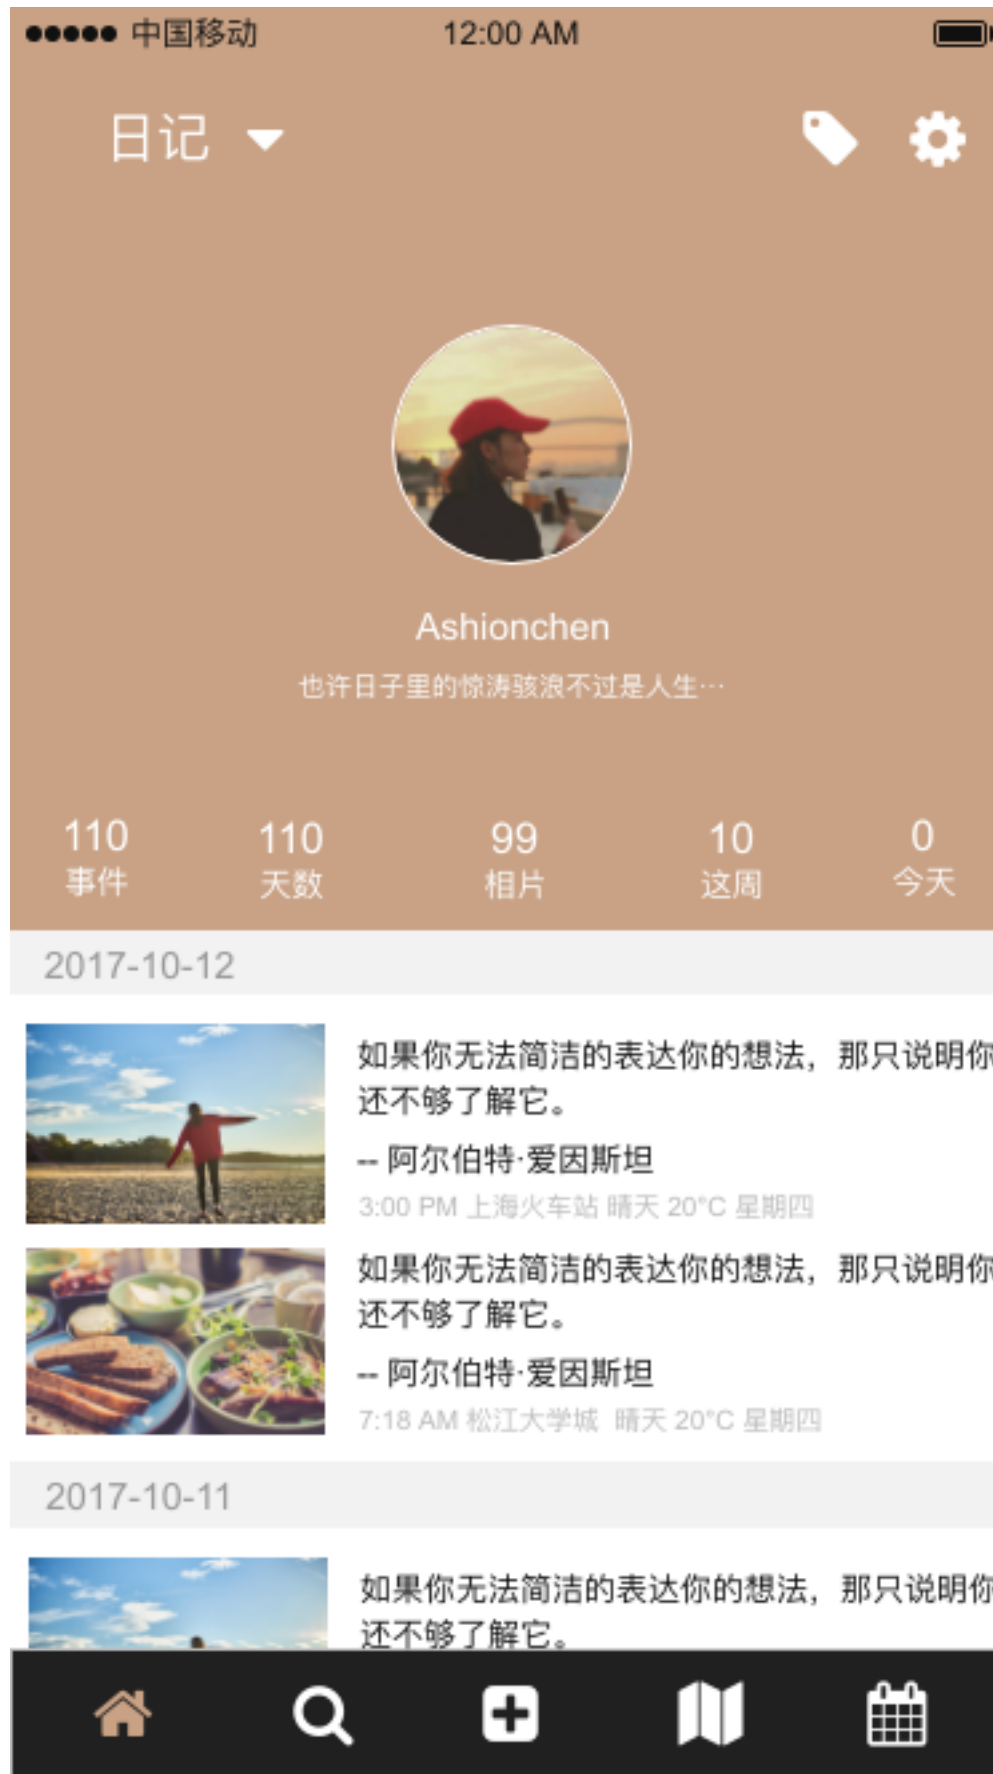 中国移动 12:00 AM
日记
Ashionchen
也许日子里的惊涛骇浪不过是人生…
110 110 99 10 0
事件 天数 相片 这周 今天
2017-10-12
如果你无法简洁的表达你的想法，那只说明你
还不够了解它。
-- 阿尔伯特·爱因斯坦
3:00 PM 上海火车站 晴天 20°C 星期四
如果你无法简洁的表达你的想法，那只说明你
还不够了解它。
-- 阿尔伯特·爱因斯坦
7:18 AM 松江大学城 晴天 20°C 星期四
2017-10-11
如果你无法简洁的表达你的想法，那只说明你
还不够了解它。